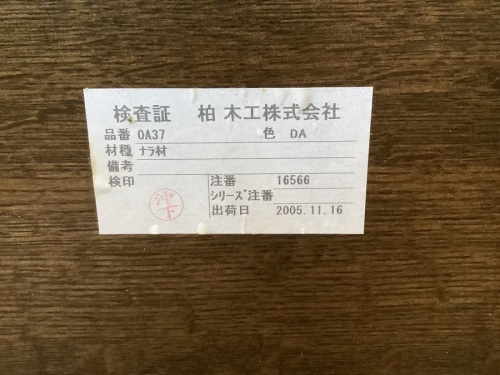 検査証 柏木工株式会社
品番 OA37 色 DA
材種 ナラ材
備考
検印 注番 16566
シリーズ注番
出荷日 2005.11.16
沖下